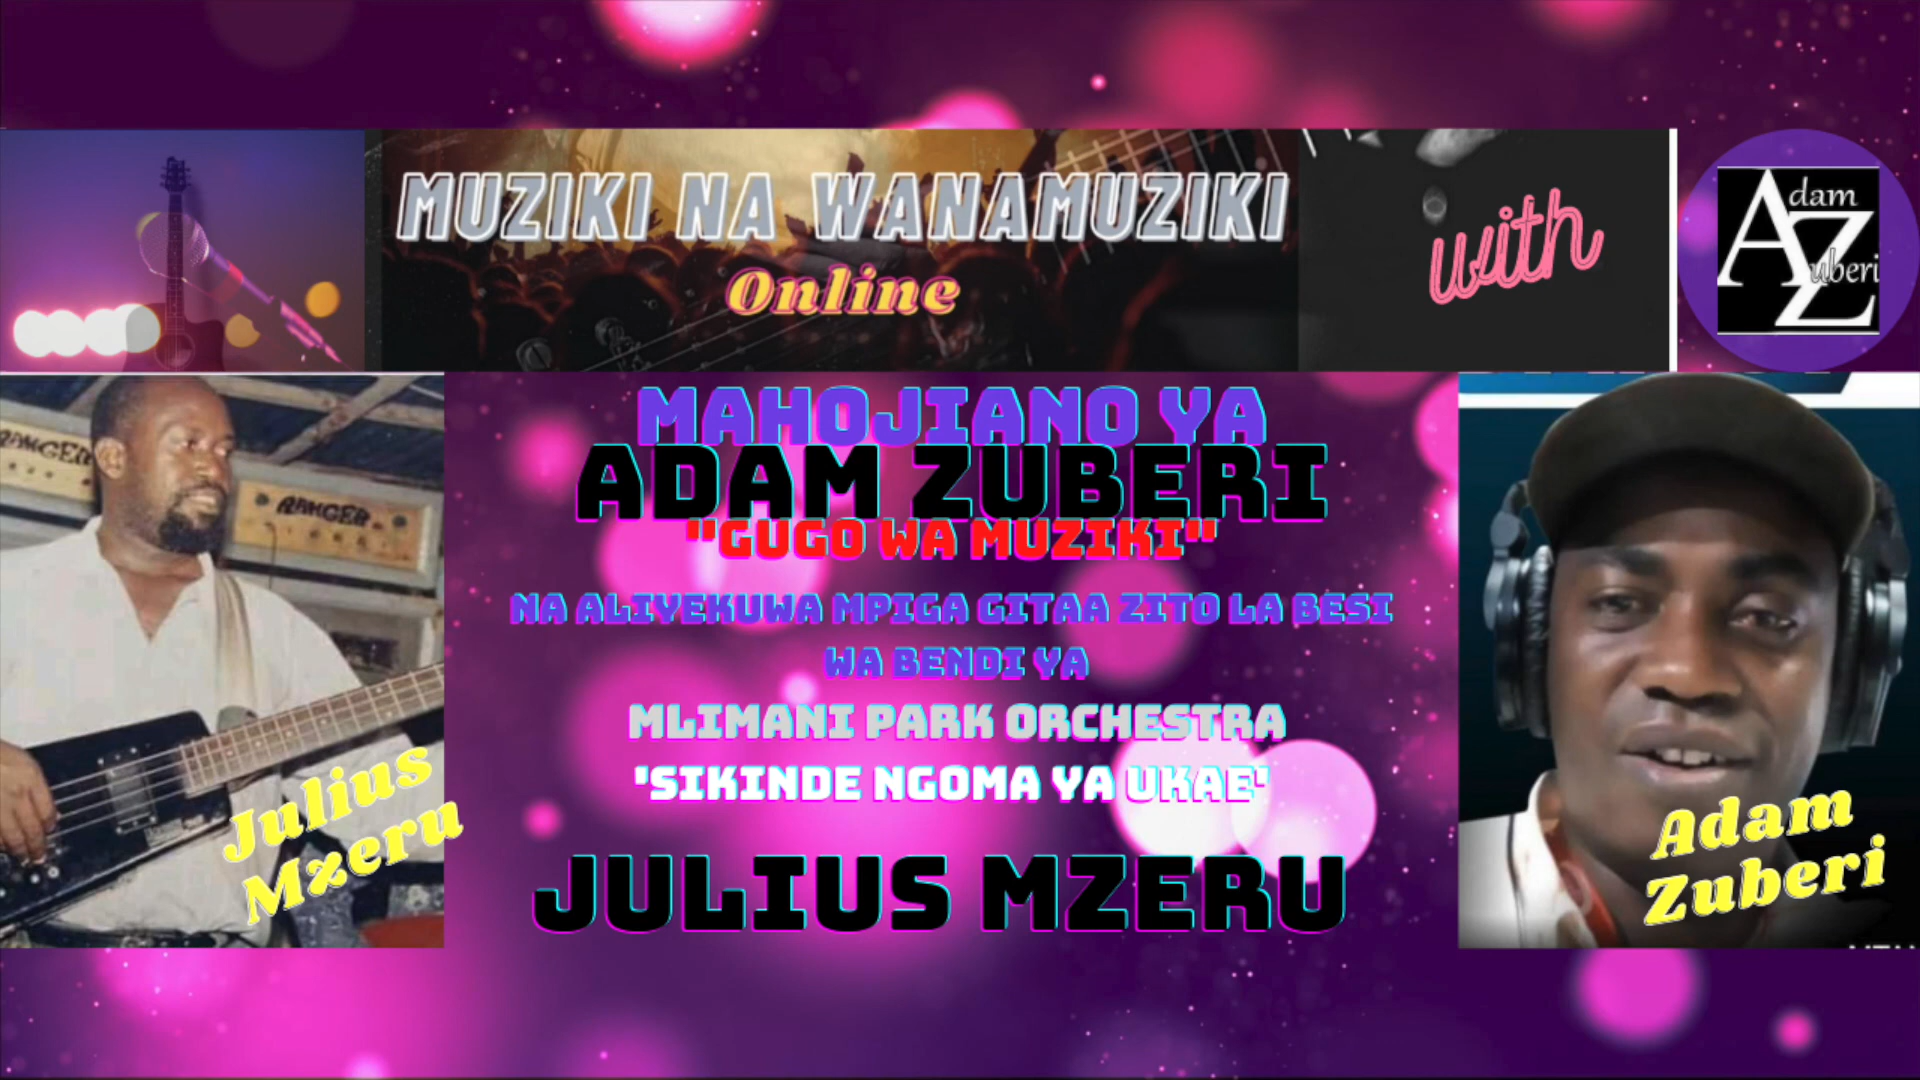 MUZIKI NA WANAMUZIKI
Online
with
Adam
Zuberi
RANGER
RANGER
MAHOJIANO YA
ADAM ZUBERI
"GUGO WA MUZIKI"
NA ALIYEKUWA MPIGA GITAA ZITO LA BESI
WA BENDI YA
MLIMANI PARK ORCHESTRA
'SIKINDE NGOMA YA UKAE'
JULIUS MZERU
Julius
Mzeru
Adam
Zuberi